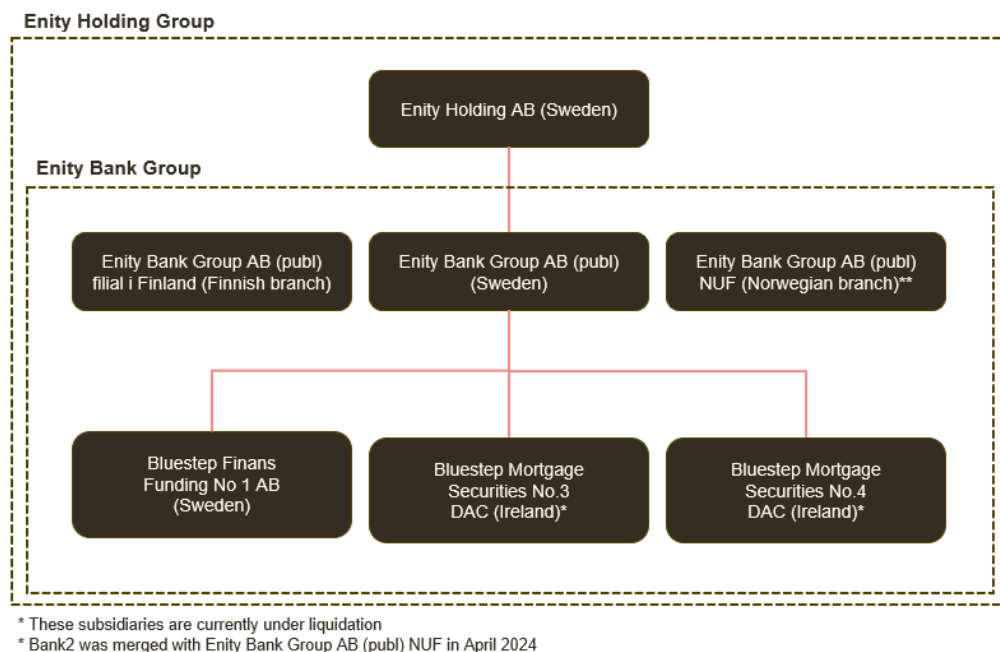 Enity Holding Group
Enity Holding AB (Sweden)
Enity Bank Group
Enity Bank Group AB (publ)
filial i Finland (Finnish branch)
Enity Bank Group AB (publ)
(Sweden)
Enity Bank Group AB (publ)
NUF (Norwegian branch)**
Bluestep Finans
Funding No 1 AB
(Sweden)
Bluestep Mortgage
Securities No.3
DAC (Ireland)*
Bluestep Mortgage
Securities No.4
DAC (Ireland)*
* These subsidiaries are currently under liquidation
* Bank2 was merged with Enity Bank Group AB (publ) NUF in April 2024